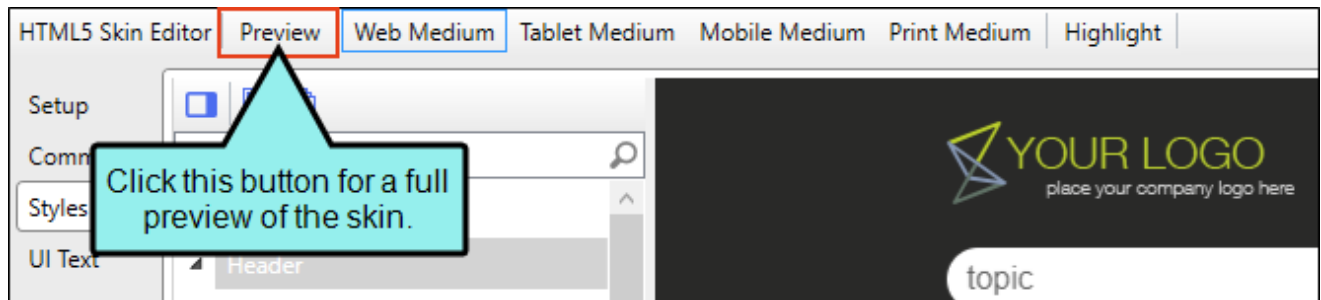 HTML5 Skin Editor Preview Web Medium Tablet Medium Mobile Medium Print Medium Highlight
Setup
YOUR LOGO
place your company logo here
Click this button for a full
preview of the skin.
Styles
UI Text
Header
topic